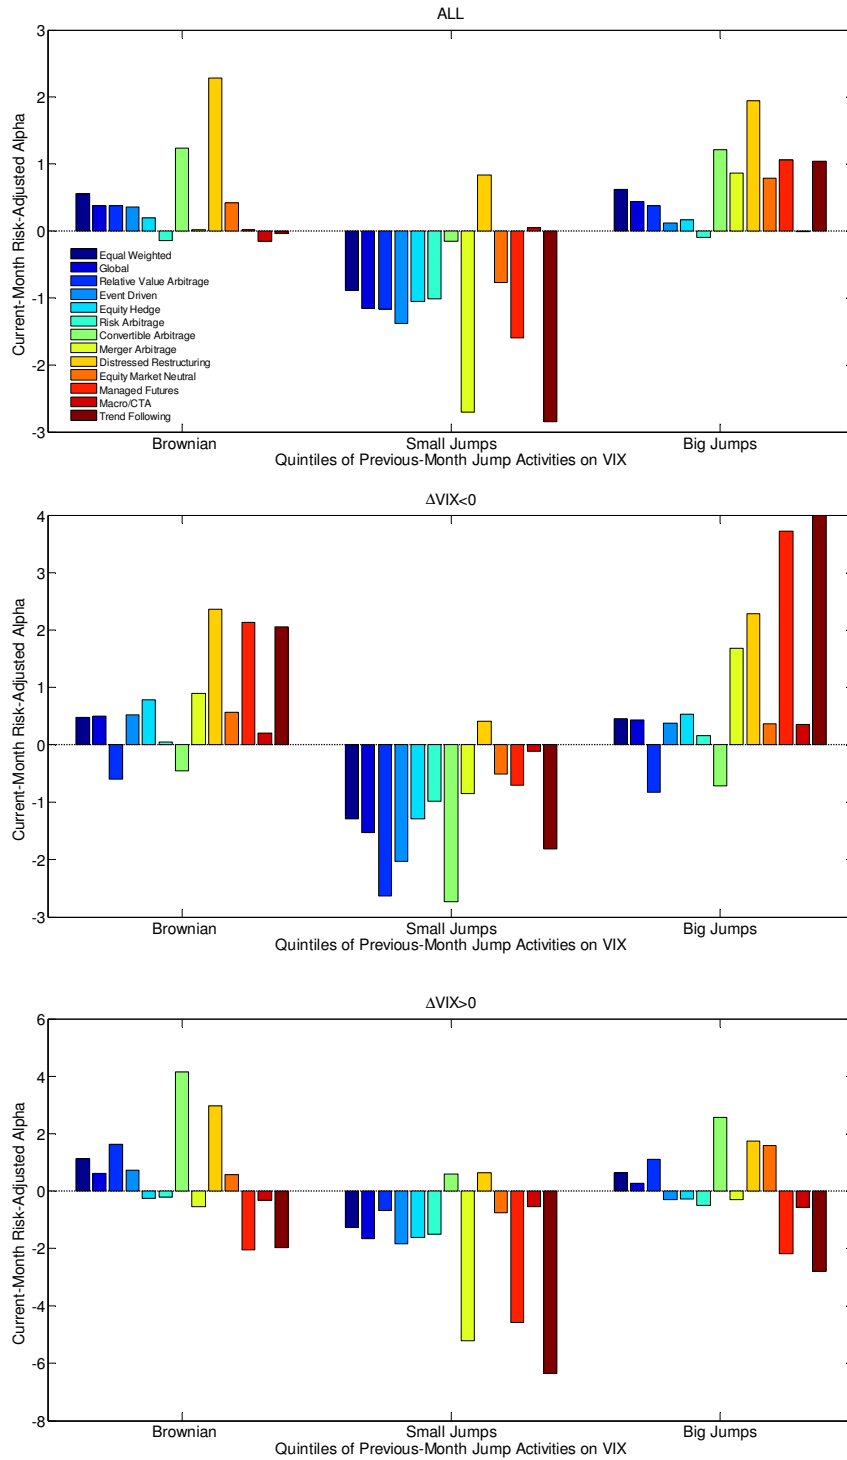 ALL
3
2
1
0
-1
-2
-3
Current-Month Risk-Adjusted Alpha
Equal Weighted
Global
Relative Value Arbitrage
Event Driven
Equity Hedge
Risk Arbitrage
Convertible Arbitrage
Merger Arbitrage
Distressed Restructuring
Equity Market Neutral
Managed Futures
Macro/CTA
Trend Following
Brownian Small Jumps Big Jumps
Quintiles of Previous-Month Jump Activities on VIX
ΔVIX<0
4
3
2
1
0
-1
-2
-3
Current-Month Risk-Adjusted Alpha
Brownian Small Jumps Big Jumps
Quintiles of Previous-Month Jump Activities on VIX
ΔVIX>0
6
4
2
0
-2
-4
-6
-8
Current-Month Risk-Adjusted Alpha
Brownian Small Jumps Big Jumps
Quintiles of Previous-Month Jump Activities on VIX